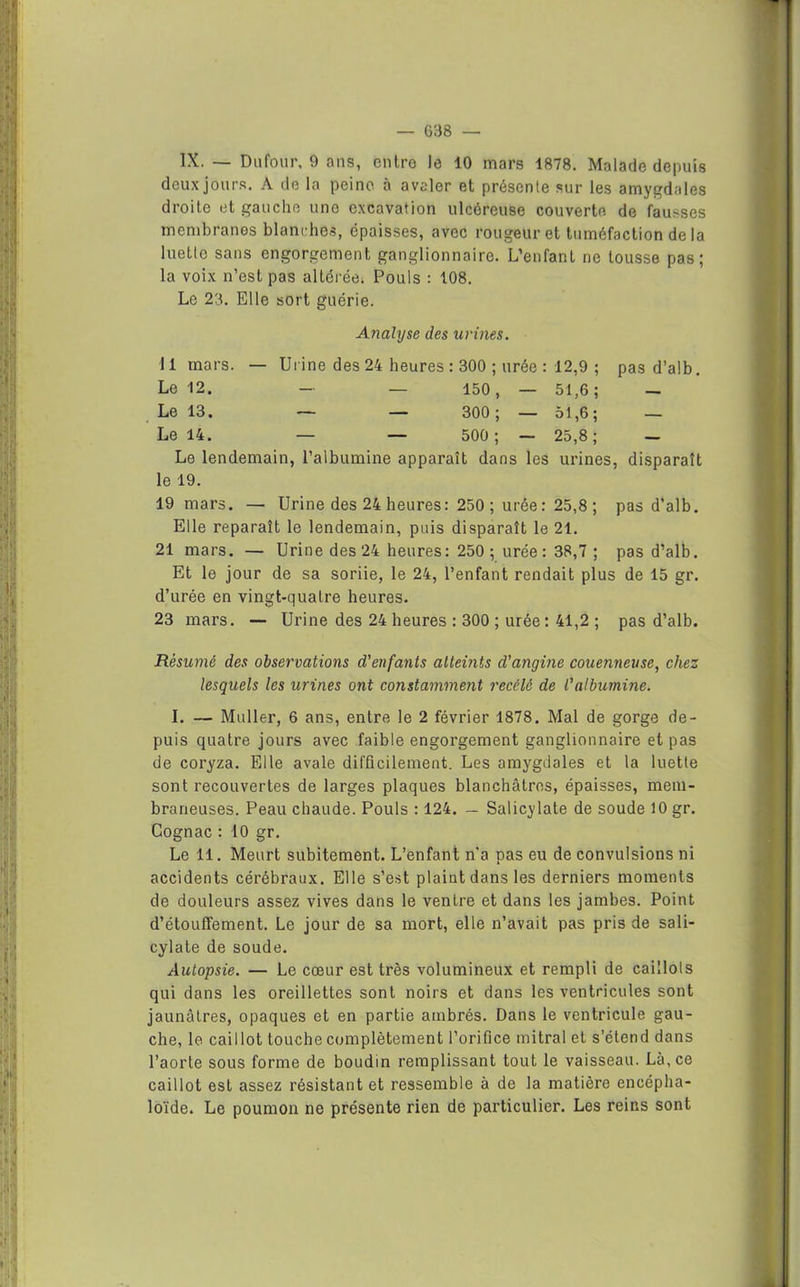 — 638 —
IX. — Dufour, 9 ans, entre le 10 mars 1878. Malade depuis
deux jours. A de la peine à avaler et présente sur les amygdales
droite et gauche une excavation ulcéreuse couverte de fausses
membranes blanches, épaisses, avec rougeur et tuméfaction de la
luette sans engorgement ganglionnaire. L'enfant ne tousse pas;
la voix n'est pas altérée. Pouls : 108.
Le 23. Elle sort guérie.
Analyse des urines.
11 mars. — Urine des 24 heures : 300 ; urée : 12,9 ; pas d'alb.
Le 12. — — 150, — 51,6 ; —
Le 13. — — 300 ; — 51,6; —
Le 14. — — 500 ; — 25,8 ; —
Le lendemain, l'albumine apparaît dans les urines, disparaît
le 19.
19 mars. — Urine des 24 heures: 250 ; urée: 25,8 ; pas d'alb.
Elle reparaît le lendemain, puis disparaît le 21.
21 mars. — Urine des 24 heures: 250 ; urée : 38,7 ; pas d'alb.
Et le jour de sa soriie, le 24, l'enfant rendait plus de 15 gr.
d'urée en vingt-quatre heures.
23 mars. — Urine des 24 heures : 300 ; urée : 41,2 ; pas d'alb.
Résumé des observations d'enfants atteints d'angine couenneuse, chez
lesquels les urines ont constamment recélé de l'albumine.
I. — Muller, 6 ans, entre le 2 février 1878. Mal de gorge de-
puis quatre jours avec faible engorgement ganglionnaire et pas
de coryza. Elle avale difficilement. Les amygdales et la luette
sont recouvertes de larges plaques blanchâtres, épaisses, mem-
braneuses. Peau chaude. Pouls : 124. — Salicylate de soude 10 gr.
Cognac : 10 gr.
Le 11. Meurt subitement. L'enfant n'a pas eu de convulsions ni
accidents cérébraux. Elle s'est plaint dans les derniers moments
de douleurs assez vives dans le ventre et dans les jambes. Point
d'étouffement. Le jour de sa mort, elle n'avait pas pris de sali-
cylate de soude.
Autopsie. — Le cœur est très volumineux et rempli de caillots
qui dans les oreillettes sont noirs et dans les ventricules sont
jaunâtres, opaques et en partie ambrés. Dans le ventricule gau-
che, le caillot touche complètement l'orifice mitral et s'étend dans
l'aorte sous forme de boudin remplissant tout le vaisseau. Là, ce
caillot est assez résistant et ressemble à de la matière encépha-
loïde. Le poumon ne présente rien de particulier. Les reins sont